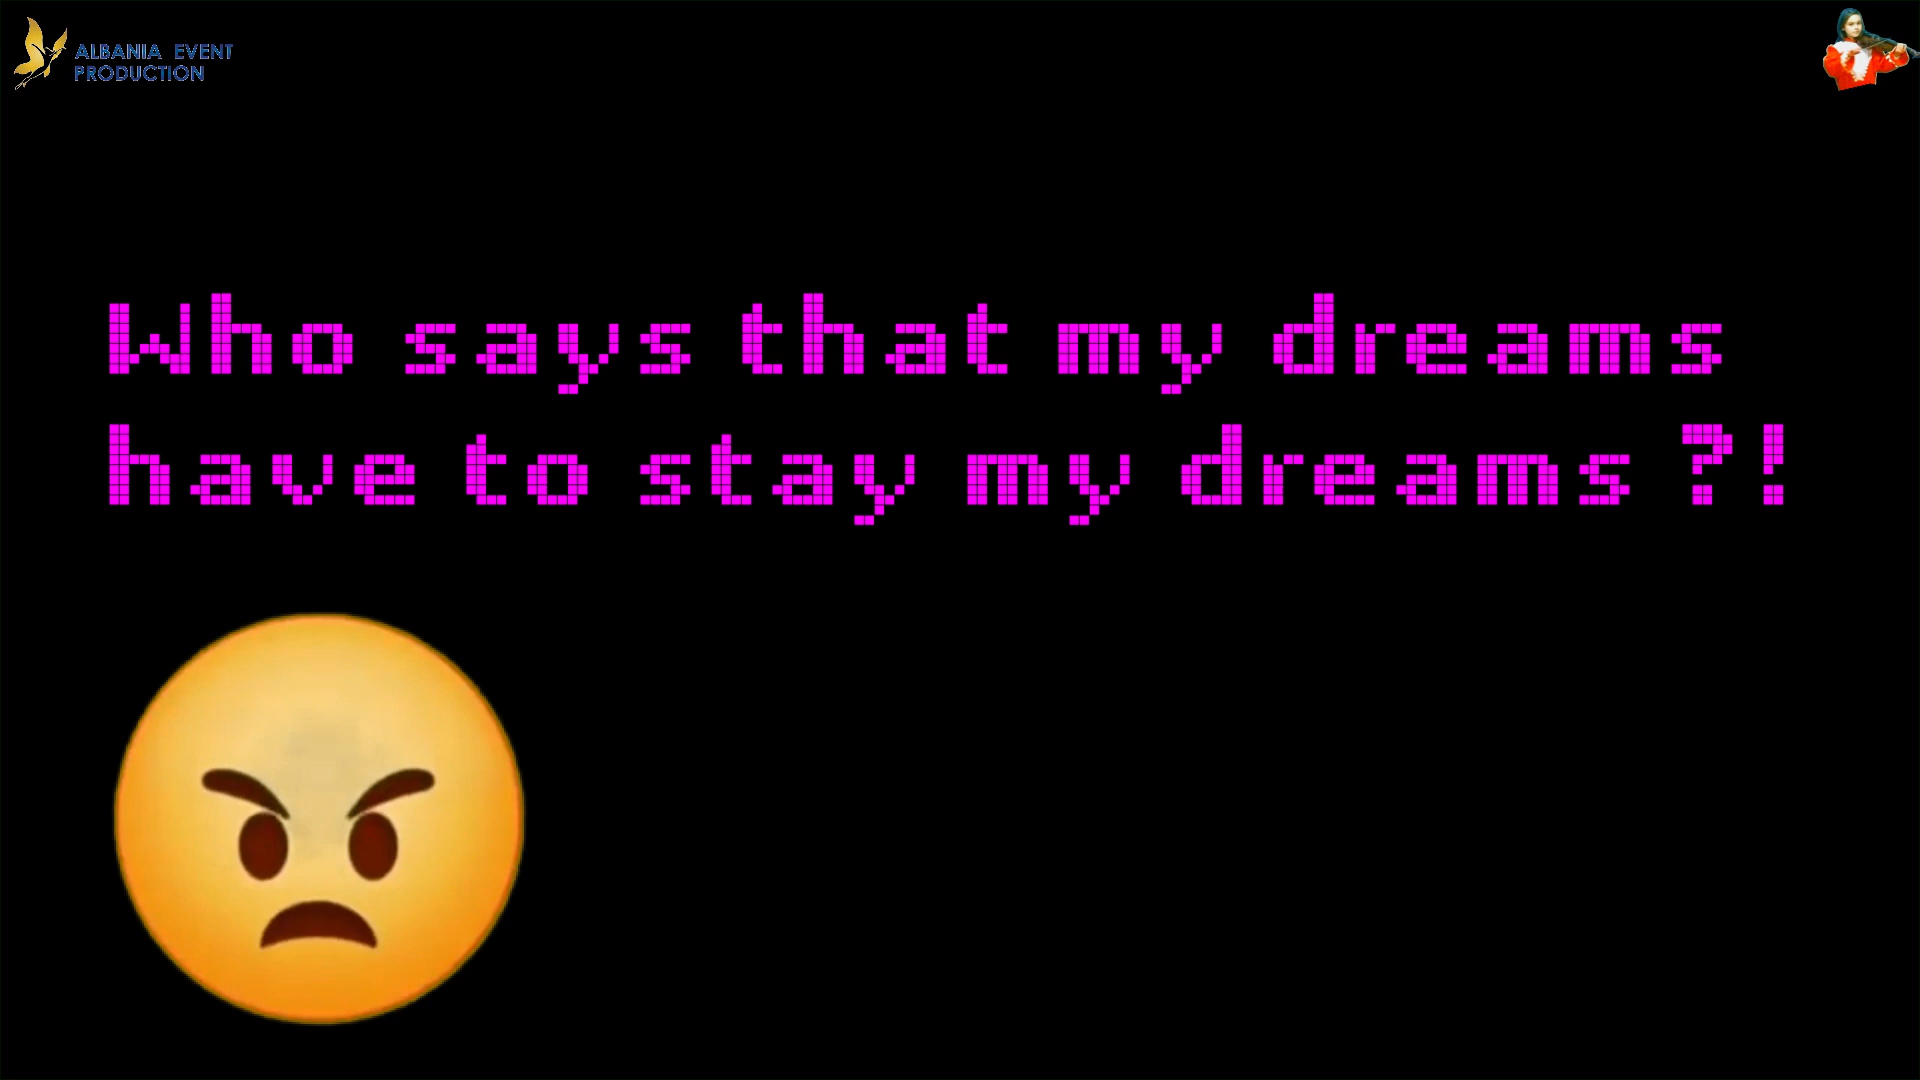 ALBANIA EVENT
PRODUCTION
Who says that my dreams
have to stay my dreams ?!